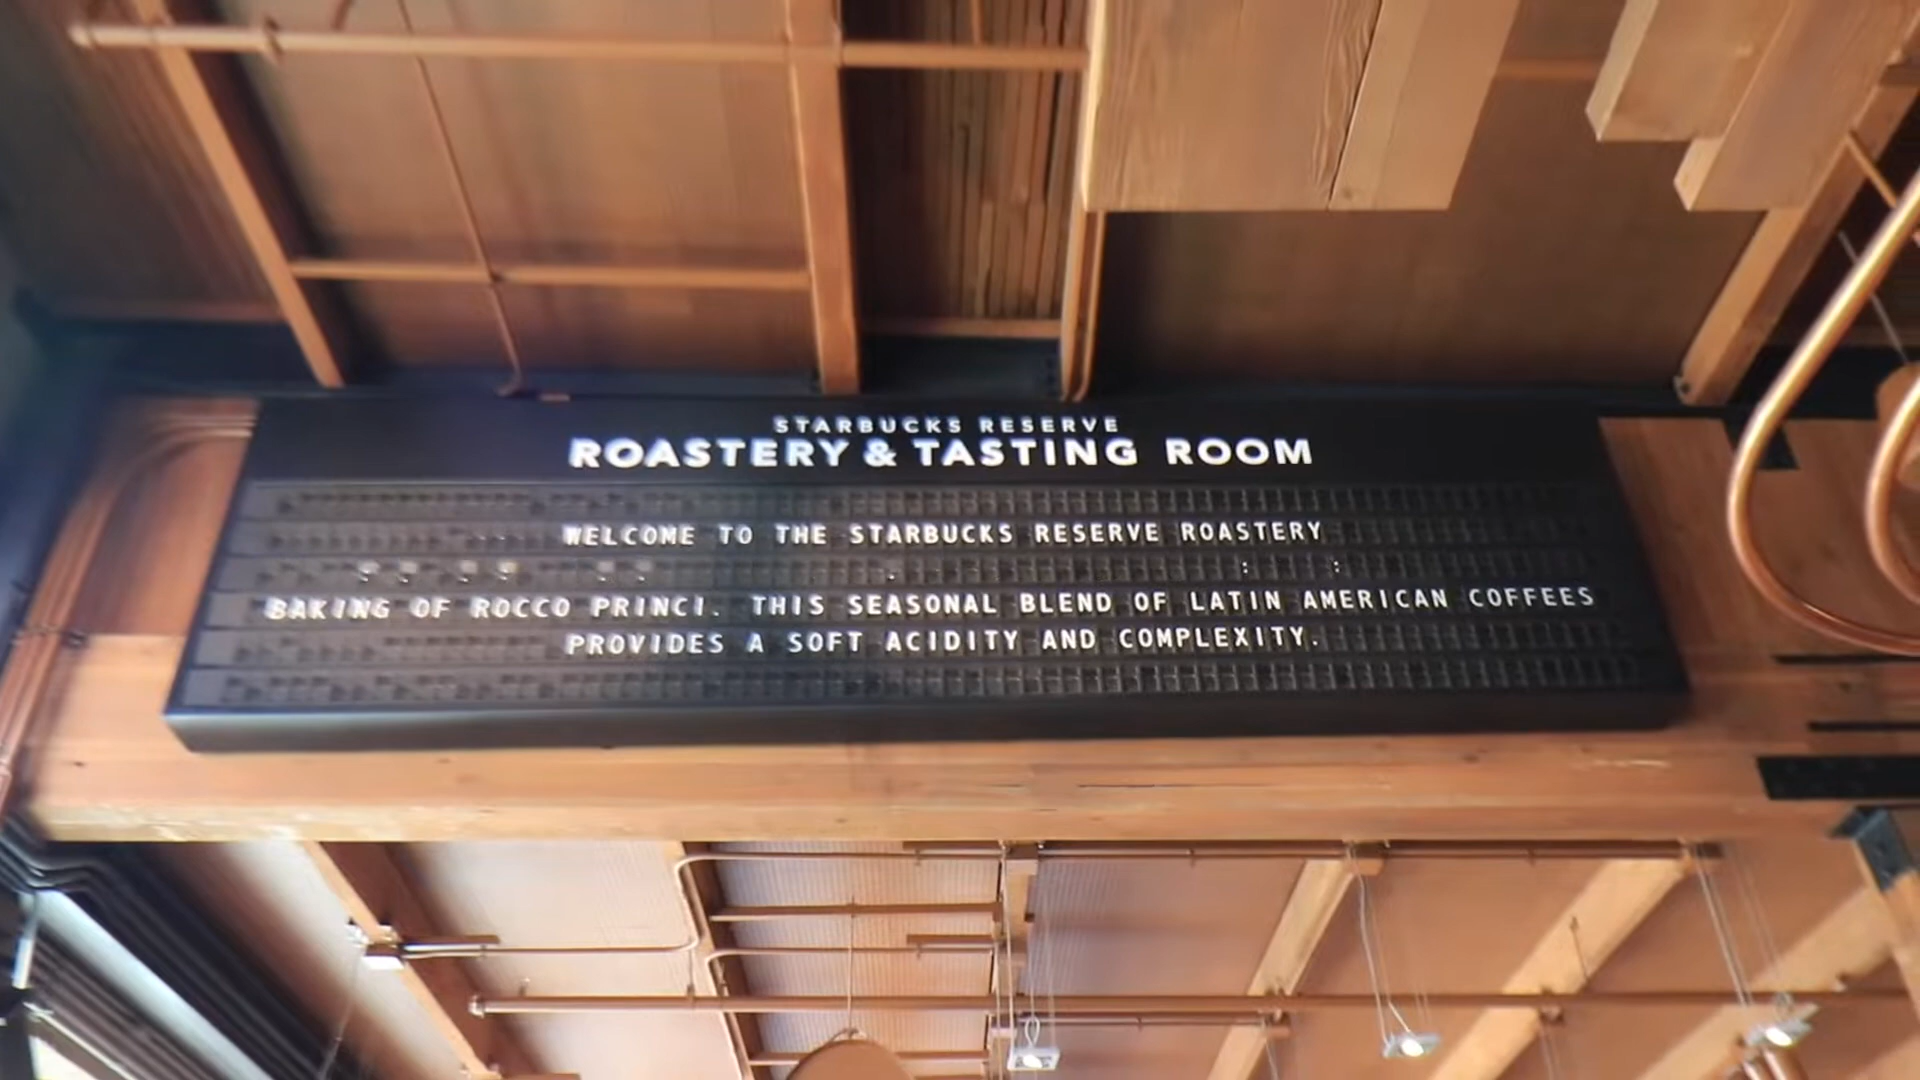 STARBUCKS RESERVE
ROASTERY & TASTING ROOM
WELCOME TO THE STARBUCKS RESERVE ROASTERY
BAKING OF ROCCO PRINCI. THIS SEASONAL BLEND OF LATIN AMERICAN COFFEES
PROVIDES A SOFT ACIDITY AND COMPLEXITY.